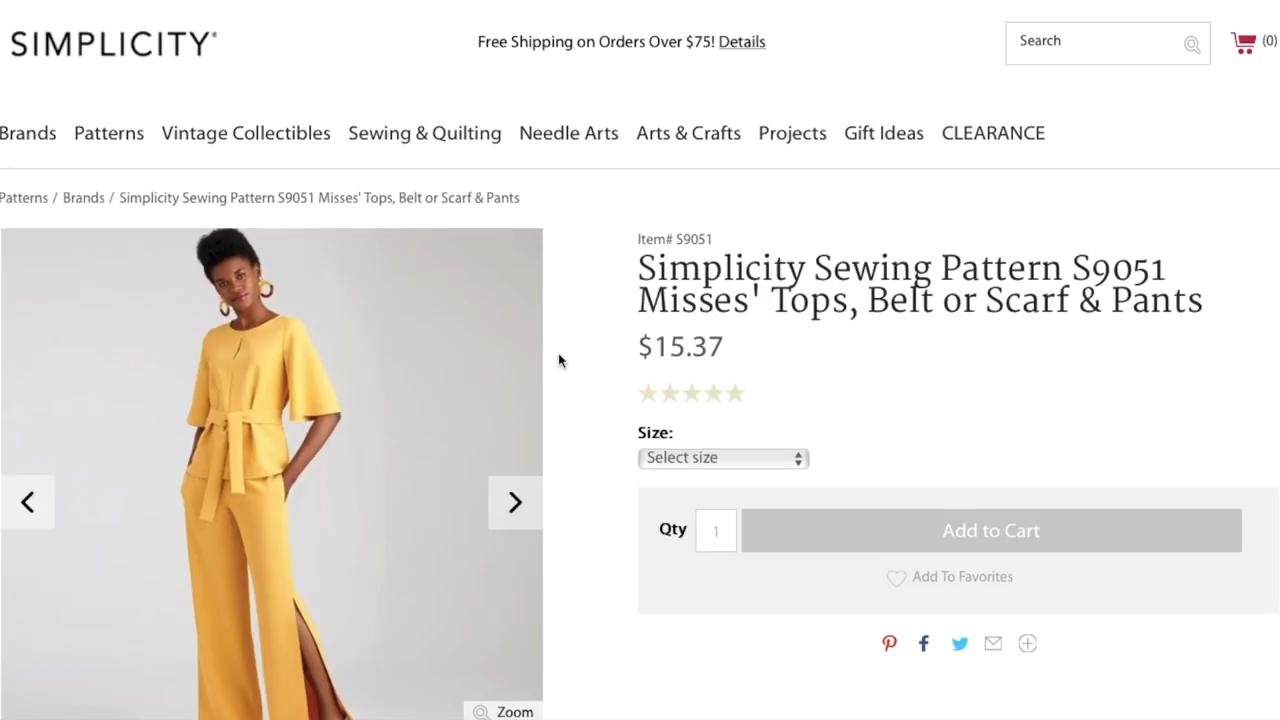 SIMPLICITY®
Free Shipping on Orders Over $75! Details
Search
(0)
Brands Patterns Vintage Collectibles Sewing & Quilting Needle Arts Arts & Crafts Projects Gift Ideas CLEARANCE
Patterns / Brands / Simplicity Sewing Pattern S9051 Misses' Tops, Belt or Scarf & Pants
Item# S9051
Simplicity Sewing Pattern S9051
Misses' Tops, Belt or Scarf & Pants
$15.37
Size:
Select size
Qty 1 Add to Cart
Add To Favorites
Zoom